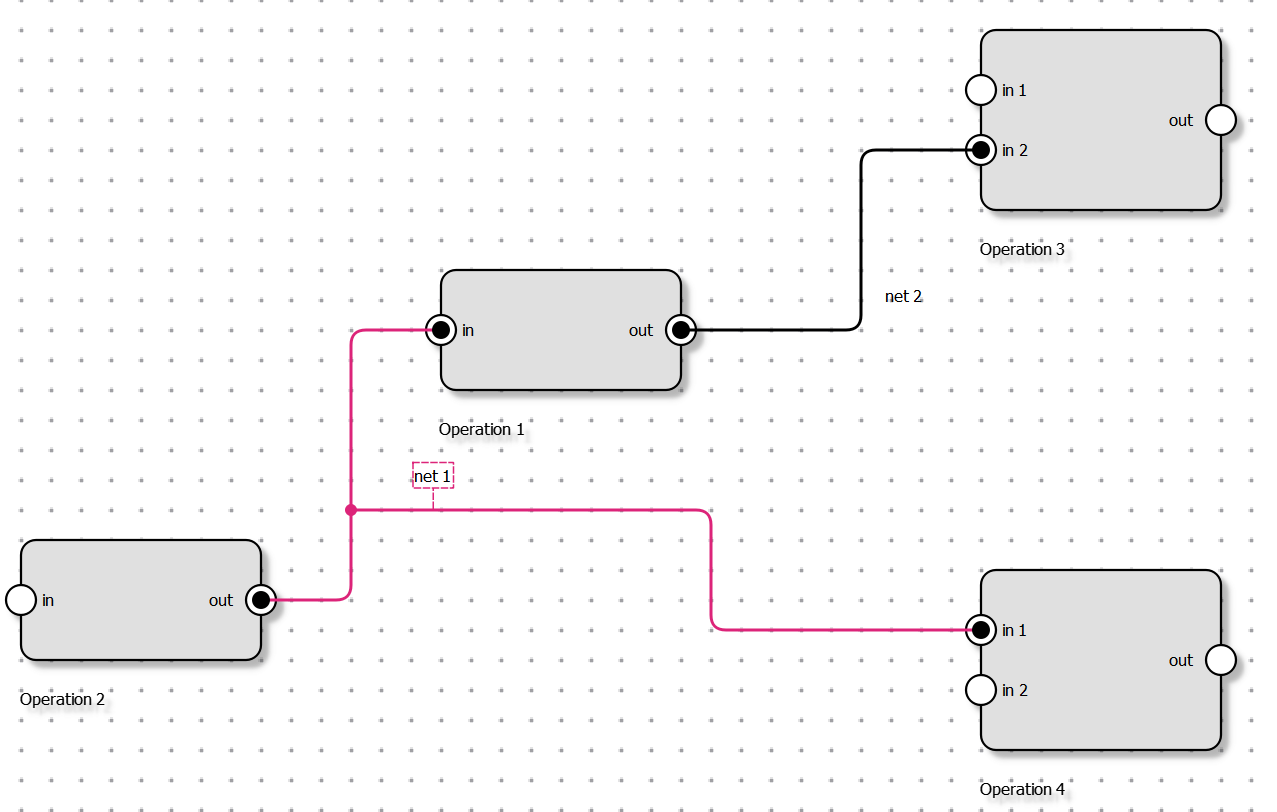 in 1
out
in 2
Operation 3
net 2
in
out
Operation 1
net 1
in
out
Operation 2
in 1
out
in 2
Operation 4